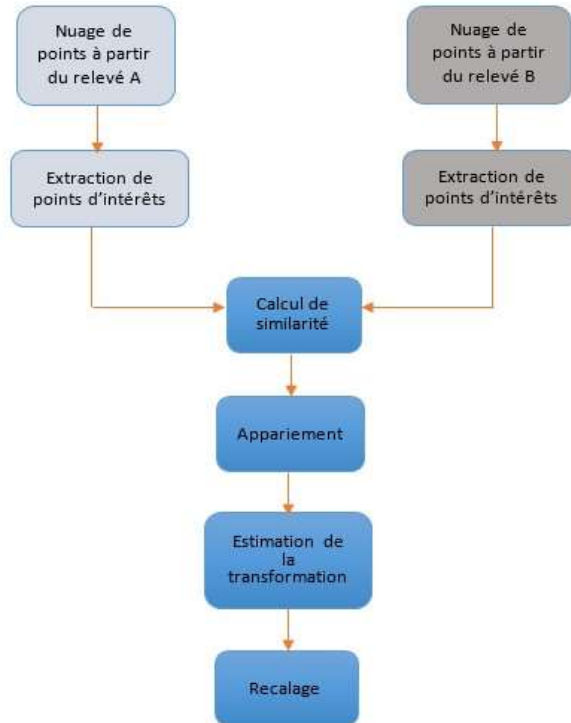 Nuage de
points à partir
du relevé A
Nuage de
points à partir
du relevé B
Extraction de
points d'intérêts
Extraction de
points d'intérêts
Calcul de
similarité
Appariement
Estimation de
la
transformation
Recalage